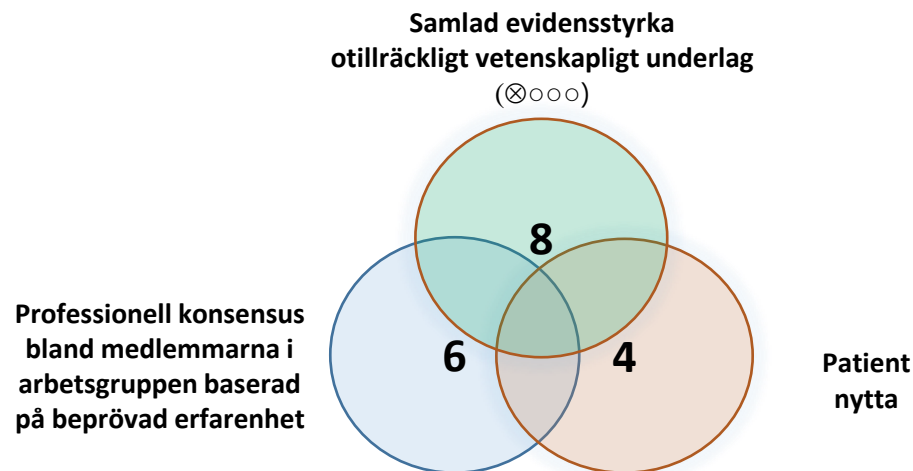 Samlad evidensstyrka
otillräckligt vetenskapligt underlag
(⊗○○○)
8
Professionell konsensus
bland medlemmarna i
arbetsgruppen baserad
på beprövad erfarenhet
6
4
Patient
nytta